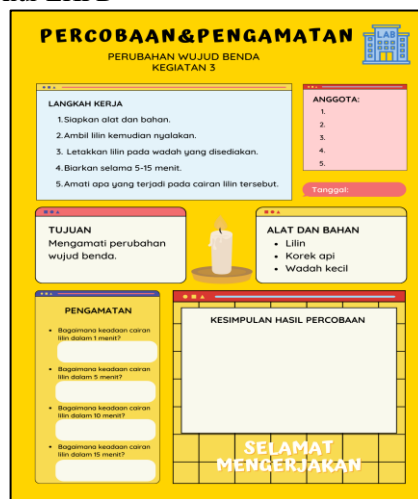 PERCOBAAN&PENGAMATAN
LAB
PERUBAHAN WUJUD BENDA
KEGIATAN 3
LANGKAH KERJA
1.Siapkan alat dan bahan.
2.Ambil lilin kemudian nyalakan.
3. Letakkan lilin pada wadah yang disediakan.
4.Biarkan selama 5-15 menit.
5.Amati apa yang terjadi pada cairan lilin tersebut.
ANGGOTA:
1.
2.
3.
4.
5.
Tanggal:
TUJUAN
Mengamati perubahan
wujud benda.
ALAT DAN BAHAN
• Lilin
• Korek api
• Wadah kecil
PENGAMATAN
• Bagaimana keadaan cairan
lilin dalam 1 menit?
• Bagaimana keadaan cairan
lilin dalam 5 menit?
• Bagaimana keadaan cairan
lilin dalam 10 menit?
• Bagaimana keadaan cairan
lilin dalam 15 menit?
KESIMPULAN HASIL PERCOBAAN
SELAMAT
MENGERJAKAN